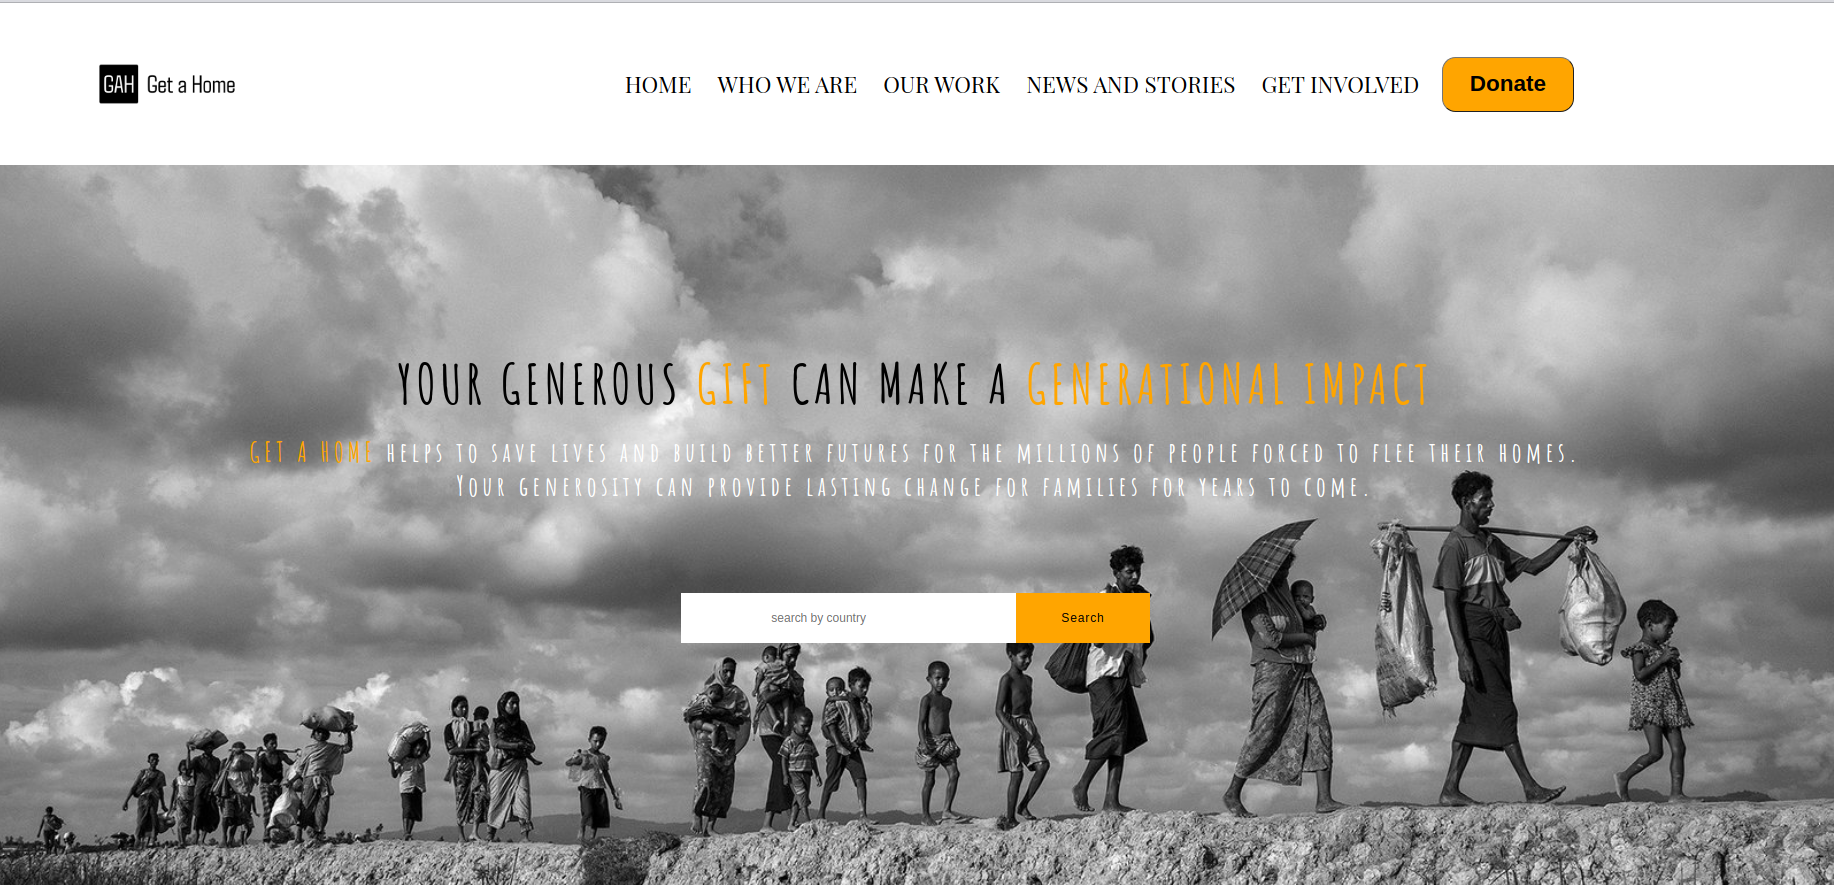 GAH Get a Home
HOME WHO WE ARE OUR WORK NEWS AND STORIES GET INVOLVED Donate
YOUR GENEROUS GIFT CAN MAKE A GENERATIONAL IMPACT
GET A HOME HELPS TO SAVE LIVES AND BUILD BETTER FUTURES FOR THE MILLIONS OF PEOPLE FORCED TO FLEE THEIR HOMES.
YOUR GENEROSITY CAN PROVIDE LASTING CHANGE FOR FAMILIES FOR YEARS TO COME.
search by country Search